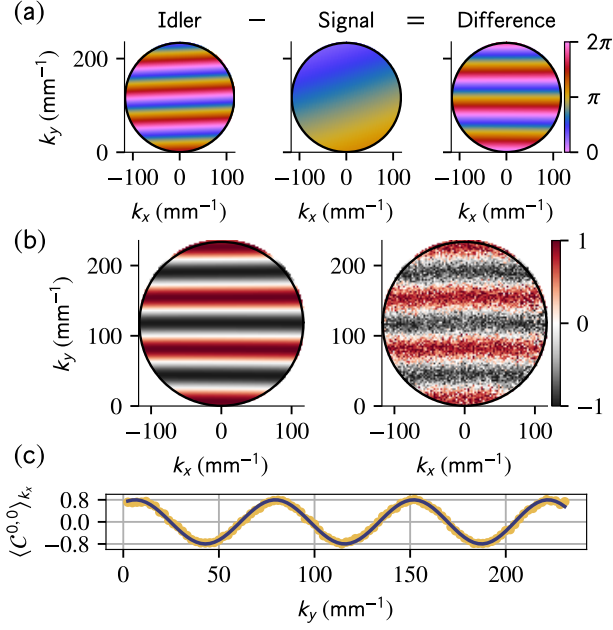 (a) Idler − Signal = Difference
200
0
k_y (mm⁻¹)
−100 0 100
k_x (mm⁻¹)
−100 0 100
k_x (mm⁻¹)
−100 0 100
k_x (mm⁻¹)
2π
π
0
(b)
200
100
0
k_y (mm⁻¹)
−100 0 100
k_x (mm⁻¹)
200
100
0
−100 0 100
k_x (mm⁻¹)
1
0
−1
(c)
0.8
0.0
−0.8
⟨C^{0,0}⟩_{k_x}
0 50 100 150 200
k_y (mm⁻¹)